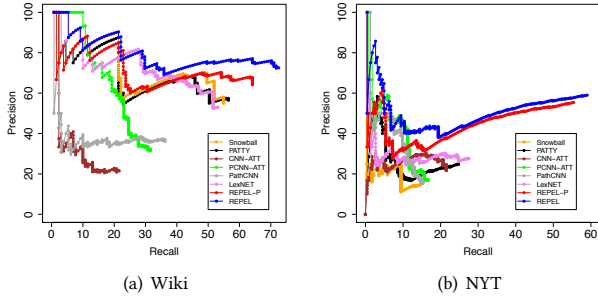 100
80
60
40
20
0
Precision
Snowball
PATTY
CNN-ATT
PCNN-ATT
PathCNN
LexNET
REPEL-P
REPEL
0 10 20 30 40 50 60 70
Recall
(a) Wiki
100
80
60
40
20
0
Precision
Snowball
PATTY
CNN-ATT
PCNN-ATT
PathCNN
LexNET
REPEL-P
REPEL
0 10 20 30 40 50 60
Recall
(b) NYT